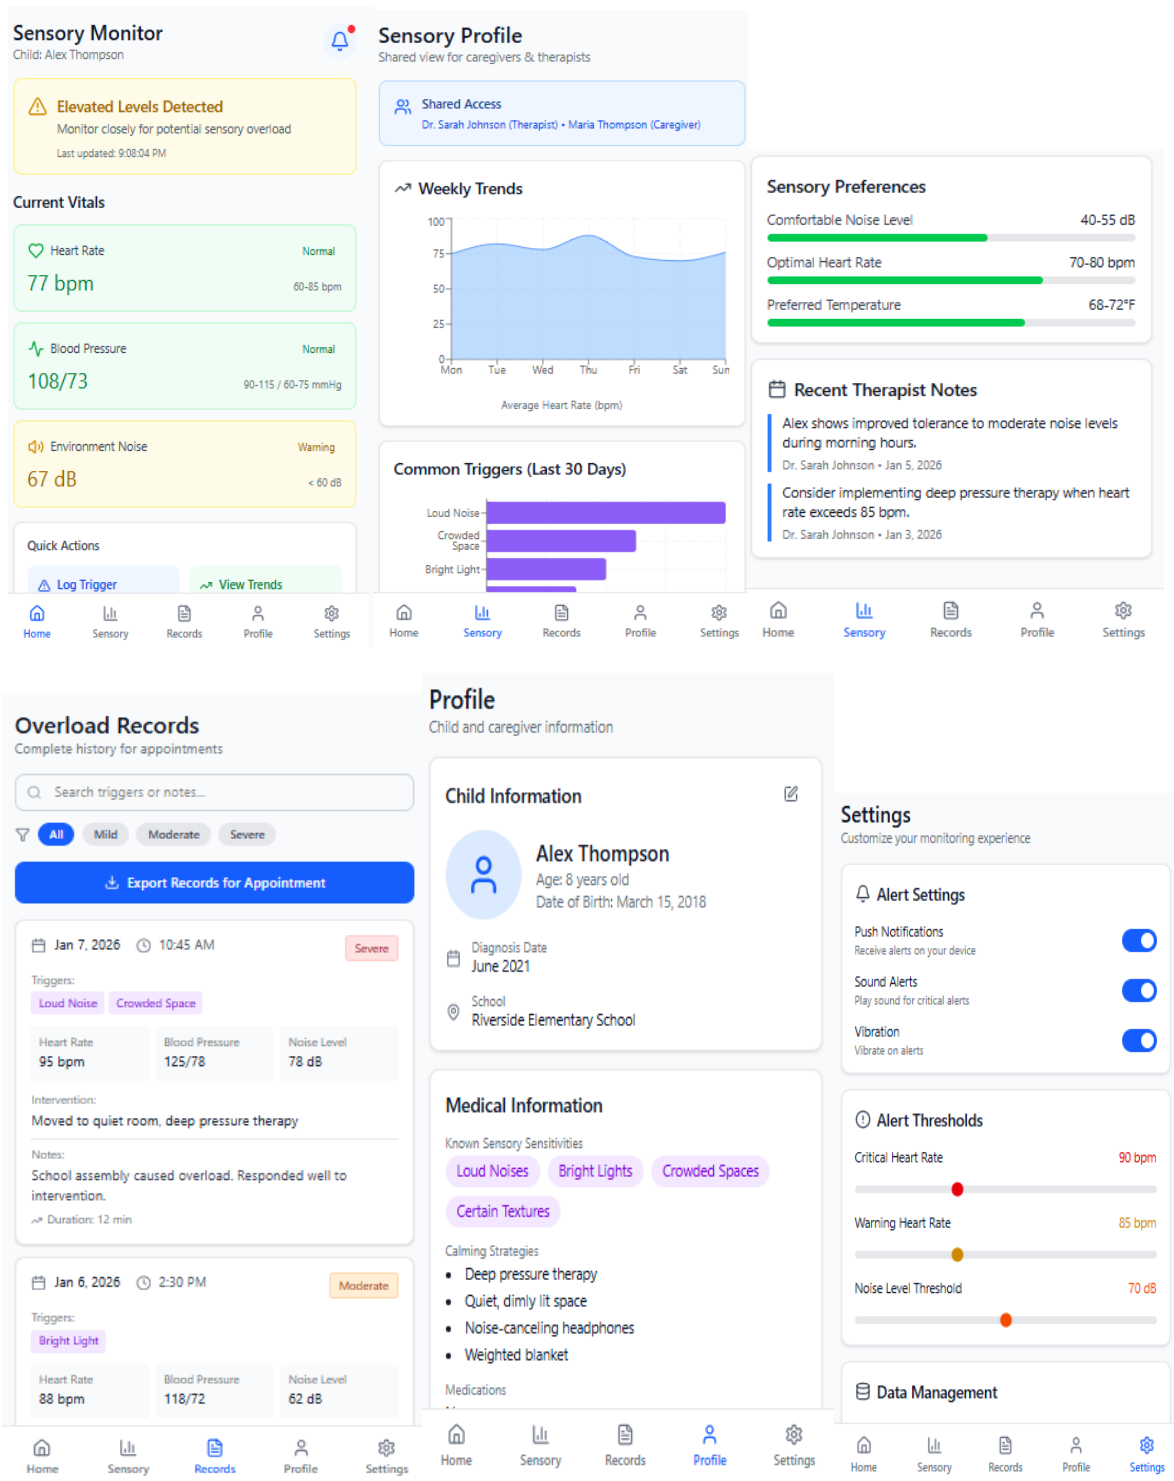 Sensory Monitor
Child: Alex Thompson
Elevated Levels Detected
Monitor closely for potential sensory overload
Last updated: 9:08:04 PM
Current Vitals
Heart Rate Normal
77 bpm 60-85 bpm
Blood Pressure Normal
108/73 90-115 / 60-75 mmHg
Environment Noise Warning
67 dB < 60 dB
Quick Actions
Log Trigger View Trends
Home Sensory Records Profile Settings
Sensory Profile
Shared view for caregivers & therapists
Shared Access
Dr. Sarah Johnson (Therapist) • Maria Thompson (Caregiver)
Weekly Trends
100
75
50
25
0
Mon Tue Wed Thu Fri Sat Sun
Average Heart Rate (bpm)
Common Triggers (Last 30 Days)
Loud Noise
Crowded
Space
Bright Light
Home Sensory Records Profile Settings
Sensory Preferences
Comfortable Noise Level 40-55 dB
Optimal Heart Rate 70-80 bpm
Preferred Temperature 68-72°F
Recent Therapist Notes
Alex shows improved tolerance to moderate noise levels
during morning hours.
Dr. Sarah Johnson • Jan 5, 2026
Consider implementing deep pressure therapy when heart
rate exceeds 85 bpm.
Dr. Sarah Johnson • Jan 3, 2026
Home Sensory Records Profile Settings
Overload Records
Complete history for appointments
Search triggers or notes...
All Mild Moderate Severe
Export Records for Appointment
Jan 7, 2026 10:45 AM Severe
Triggers:
Loud Noise Crowded Space
Heart Rate Blood Pressure Noise Level
95 bpm 125/78 78 dB
Intervention:
Moved to quiet room, deep pressure therapy
Notes:
School assembly caused overload. Responded well to
intervention.
Duration: 12 min
Jan 6, 2026 2:30 PM Moderate
Triggers:
Bright Light
Heart Rate Blood Pressure Noise Level
88 bpm 118/72 62 dB
Home Sensory Records Profile Settings
Profile
Child and caregiver information
Child Information
Alex Thompson
Age: 8 years old
Date of Birth: March 15, 2018
Diagnosis Date
June 2021
School
Riverside Elementary School
Medical Information
Known Sensory Sensitivities
Loud Noises Bright Lights Crowded Spaces
Certain Textures
Calming Strategies
• Deep pressure therapy
• Quiet, dimly lit space
• Noise-canceling headphones
• Weighted blanket
Medications
Home Sensory Records Profile Settings
Settings
Customize your monitoring experience
Alert Settings
Push Notifications
Receive alerts on your device
Sound Alerts
Play sound for critical alerts
Vibration
Vibrate on alerts
Alert Thresholds
Critical Heart Rate 90 bpm
Warning Heart Rate 85 bpm
Noise Level Threshold 70 dB
Data Management
Home Sensory Records Profile Settings